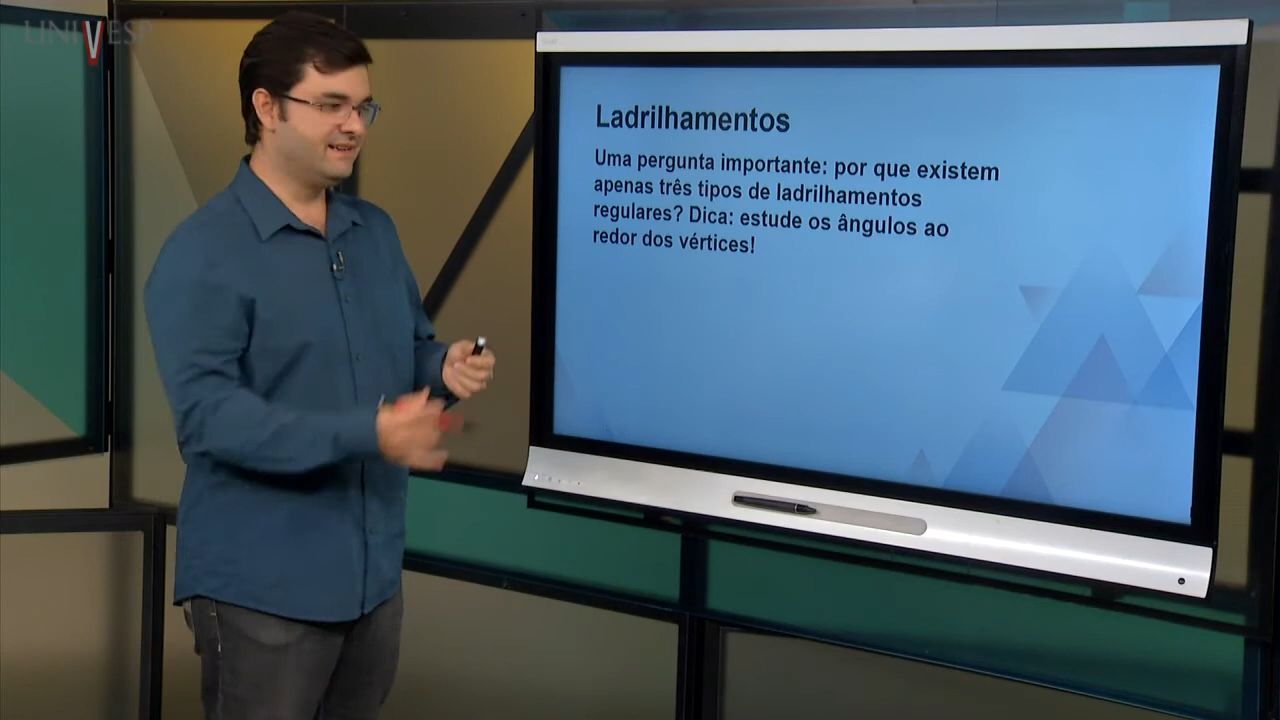 UNIVESP
Ladrilhamentos
Uma pergunta importante: por que existem
apenas três tipos de ladrilhamentos
regulares? Dica: estude os ângulos ao
redor dos vértices!